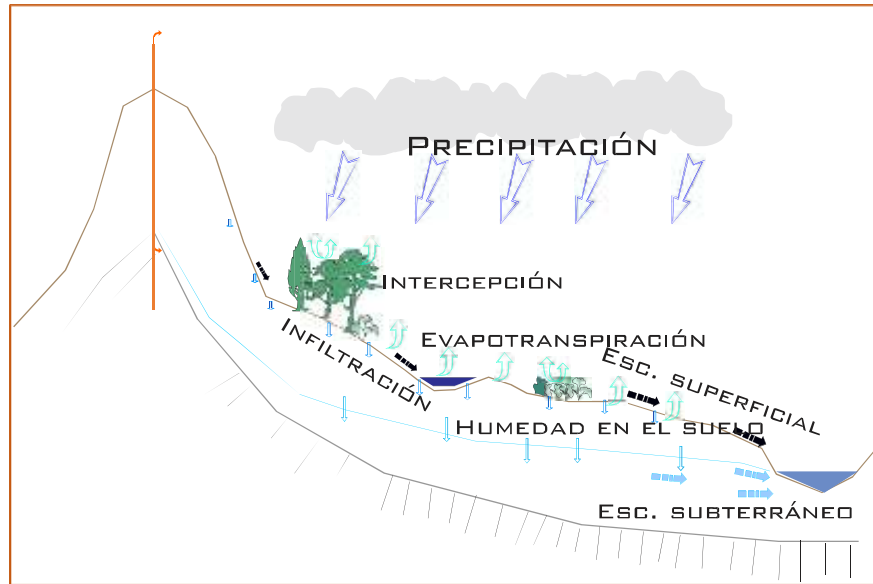 PRECIPITACIÓN
INTERCEPCIÓN
EVAPOTRANSPIRACIÓN
INFILTRACIÓN
ESC. SUPERFICIAL
HUMEDAD EN EL SUELO
ESC. SUBTERRÁNEO